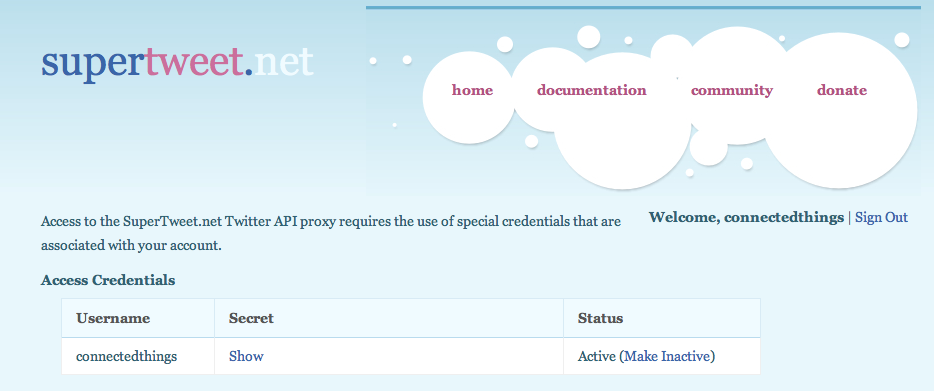 supertweet.net
home documentation community donate
Welcome, connectedthings | Sign Out
Access to the SuperTweet.net Twitter API proxy requires the use of special credentials that are
associated with your account.
Access Credentials
Username Secret Status
connectedthings Show Active (Make Inactive)